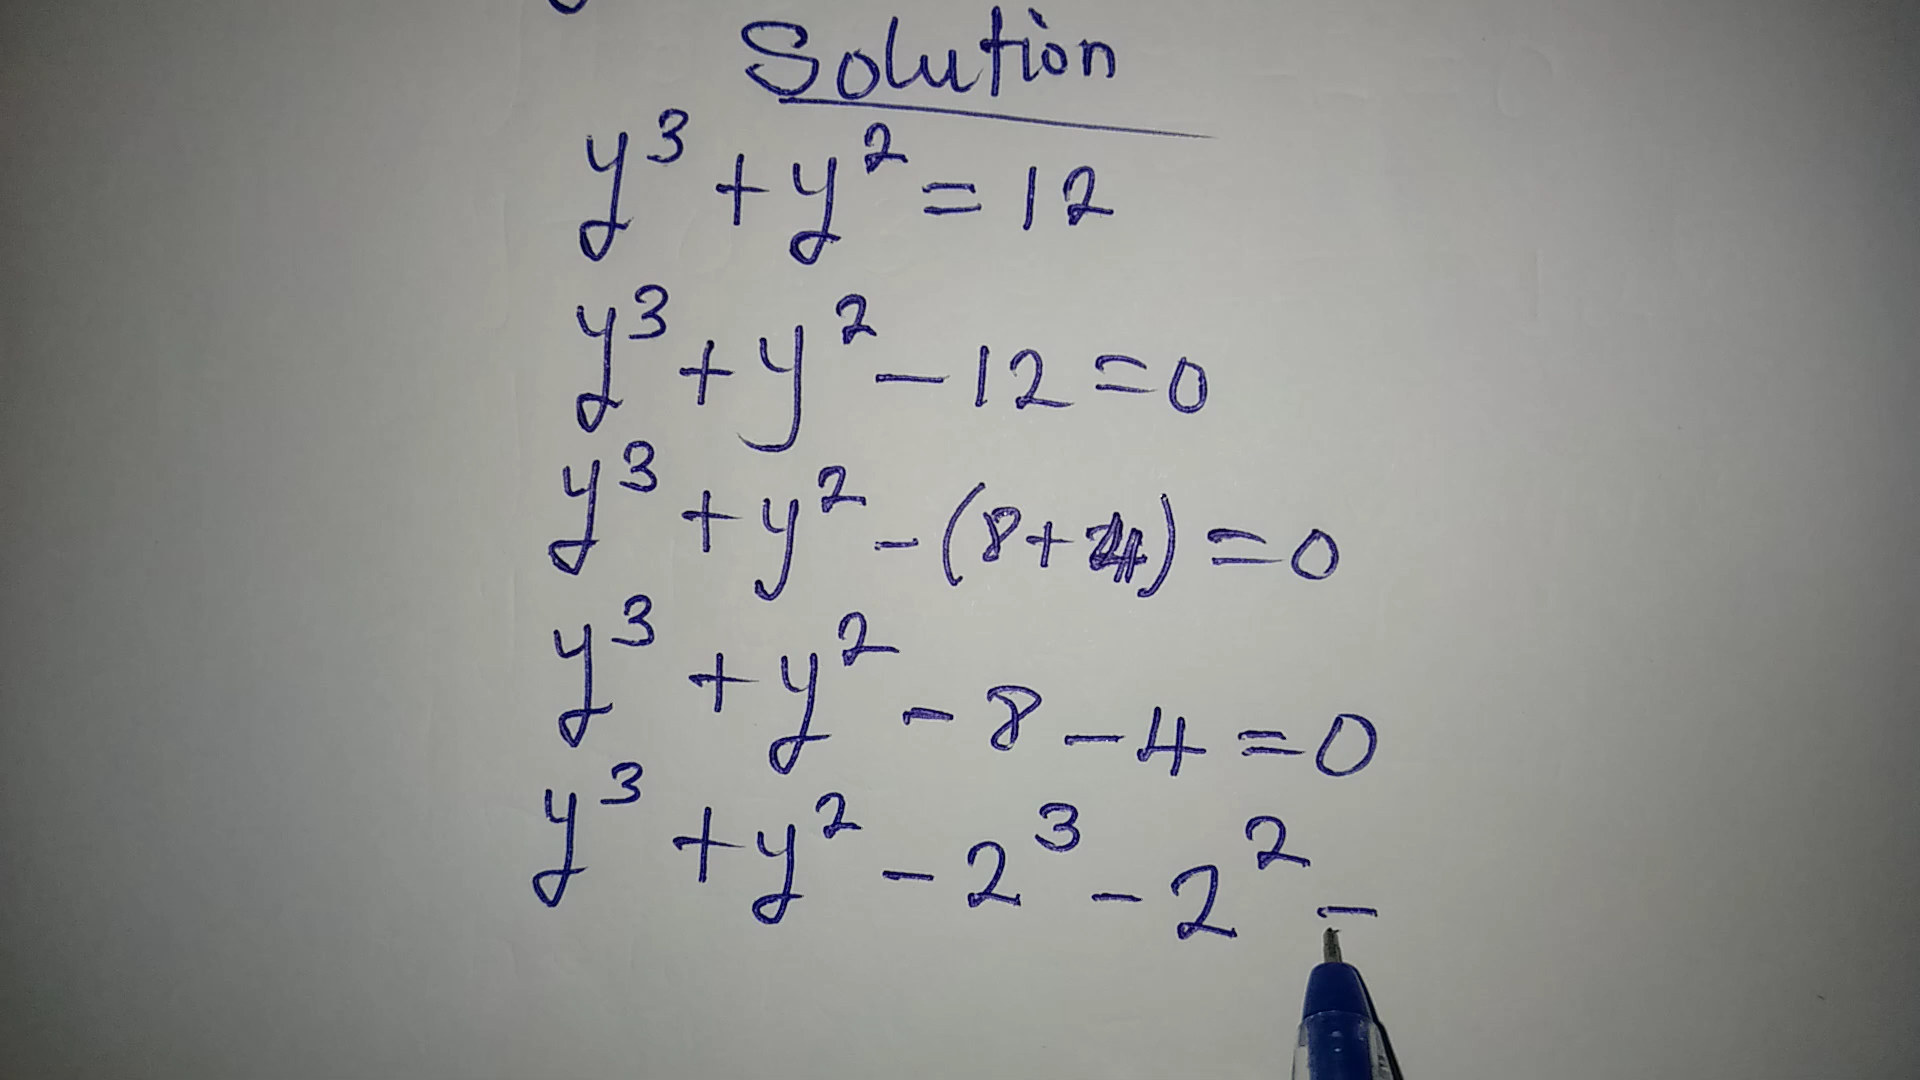 Solution
y³ + y² = 12
y³ + y² - 12 = 0
y³ + y² - (8 + 4) = 0
y³ + y² - 8 - 4 = 0
y³ + y² - 2³ - 2² -